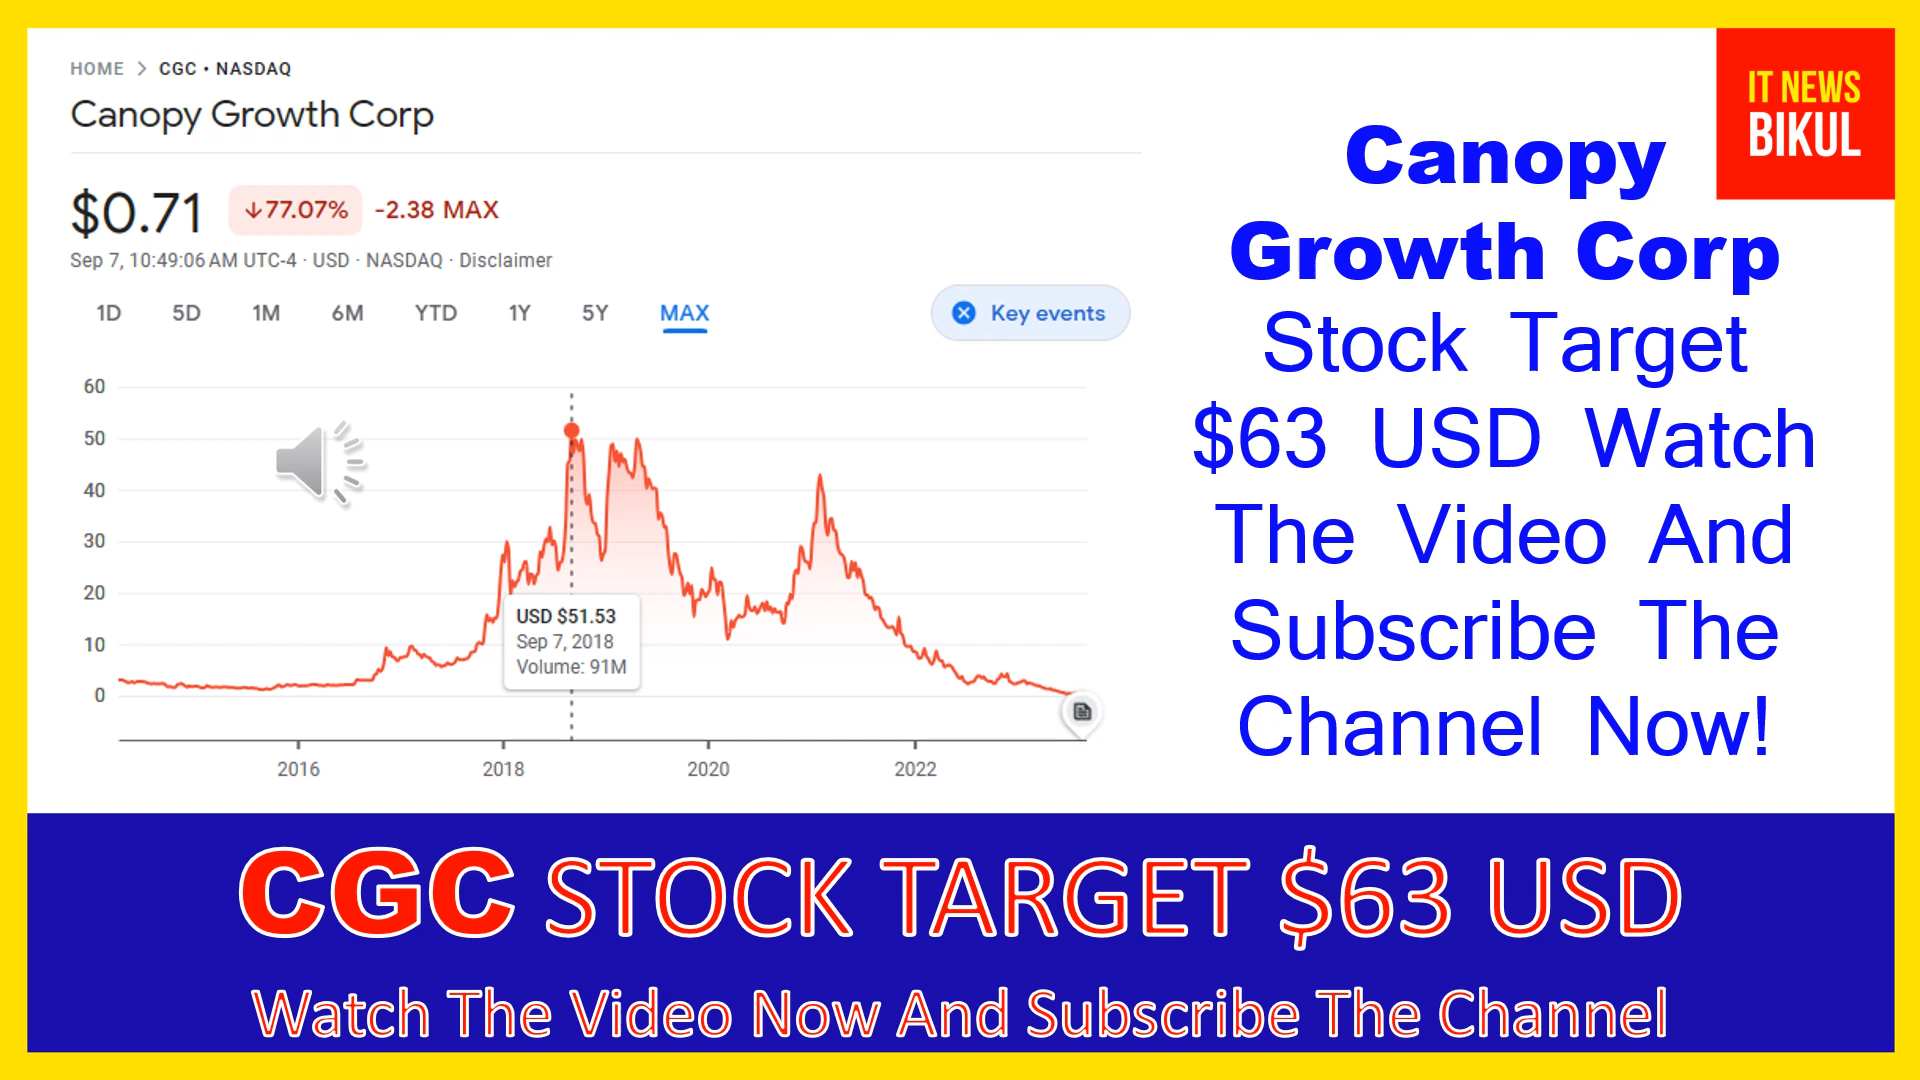 HOME > CGC • NASDAQ
Canopy Growth Corp
$0.71 ↓77.07% -2.38 MAX
Sep 7, 10:49:06 AM UTC-4 · USD · NASDAQ · Disclaimer
1D 5D 1M 6M YTD 1Y 5Y MAX Key events
60
50
40
30
20
10
0
USD $51.53
Sep 7, 2018
Volume: 91M
2016 2018 2020 2022
IT NEWS
BIKUL
Canopy
Growth Corp
Stock Target
$63 USD Watch
The Video And
Subscribe The
Channel Now!
CGC STOCK TARGET $63 USD
Watch The Video Now And Subscribe The Channel